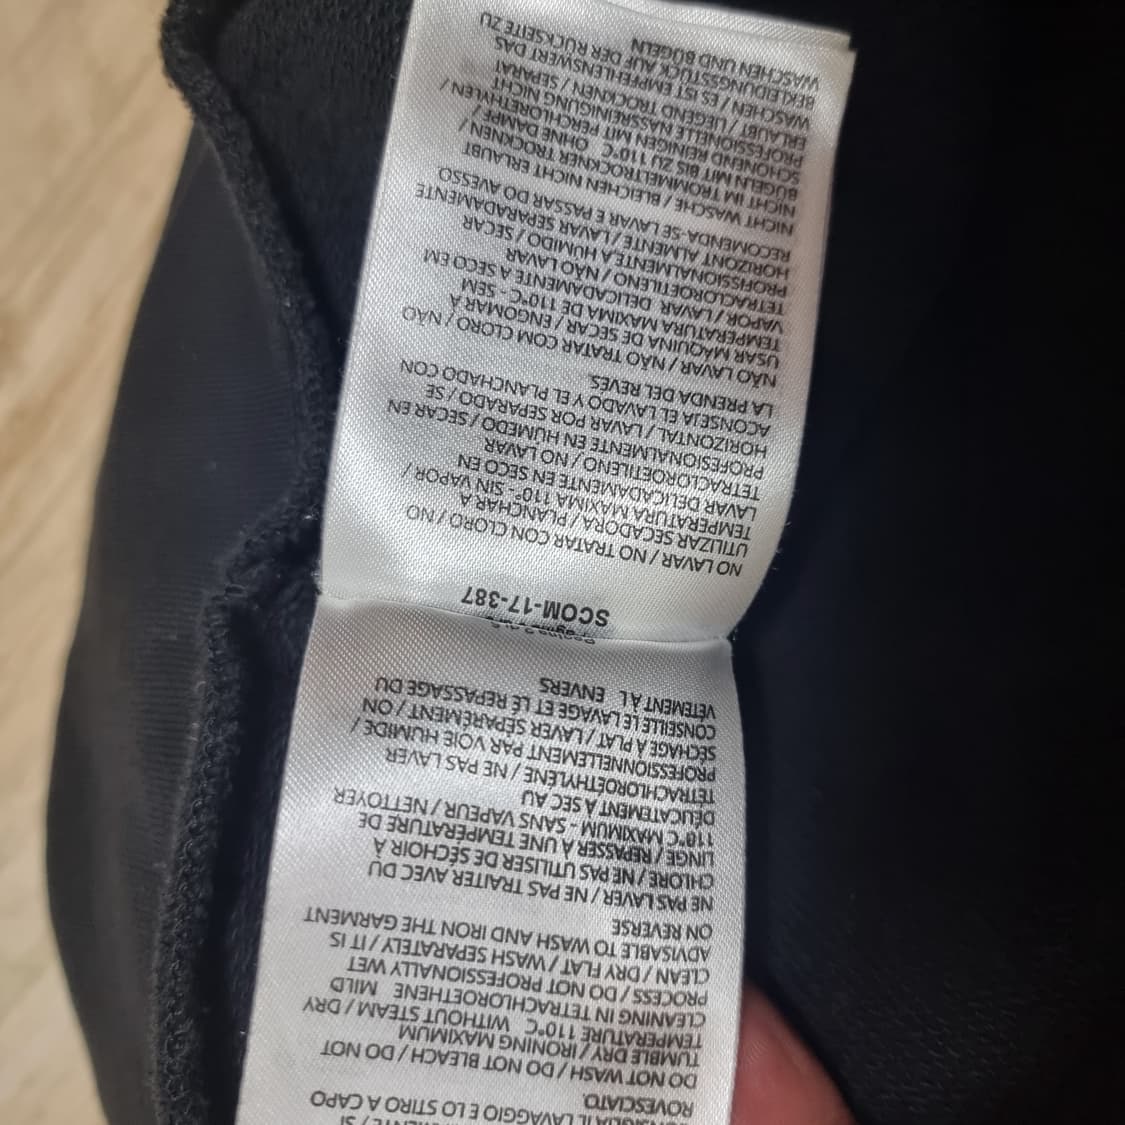 SI
IL LAVAGGIO E LO STIRO A CAPO
ROVESCIATO.
DO NOT WASH / DO NOT BLEACH / DO NOT
TUMBLE DRY / IRONING MAXIMUM
TEMPERATURE 110°C WITHOUT STEAM / DRY
CLEANING IN TETRACHLOROETHENE MILD
PROCESS / DO NOT PROFESSIONALLY WET
CLEAN / DRY FLAT / WASH SEPARATELY / IT IS
ADVISABLE TO WASH AND IRON THE GARMENT
ON REVERSE
NE PAS LAVER / NE PAS TRAITER AVEC DU
CHLORE / NE PAS UTILISER DE SÉCHOIR À
LINGE / REPASSER À UNE TEMPÉRATURE DE
110°C MAXIMUM - SANS VAPEUR / NETTOYER
DÉLICATEMENT À SEC AU
TETRACHLOROÉTHYLÈNE / NE PAS LAVER
PROFESSIONNELLEMENT PAR VOIE HUMIDE /
SECHAGE À PLAT / LAVER SÉPARÉMENT / ON
CONSEILLE LE LAVAGE ET LE REPASSAGE DU
VÊTEMENT À L ENVERS
SCOM-17-387
NO LAVAR / NO TRATAR CON CLORO / NO
UTILIZAR SECADORA / PLANCHAR A
TEMPERATURA MAXIMA 110°- SIN VAPOR /
LAVAR DELICADAMENTE EN SECO EN
TETRACLOROETILENO / NO LAVAR
PROFESIONALMENTE EN HUMEDO / SECAR EN
HORIZONTAL / LAVAR POR SEPARADO / SE
ACONSEJA EL LAVADO Y EL PLANCHADO CON
LA PRENDA DEL REVÉS.
NÃO LAVAR / NÃO TRATAR COM CLORO / NÃO
USAR MÁQUINA DE SECAR / ENGOMAR À
TEMPERATURA MAXIMA DE 110°C - SEM
VAPOR / LAVAR DELICADAMENTE A SECO EM
TETRACLOROETILENO / NÃO LAVAR
PROFISSIONALMENTE A HÚMIDO / SECAR
HORIZONT ALMENTE / LAVAR SEPARADAMENTE
RECOMENDA-SE LAVAR E PASSAR DO AVESSO
NICHT WASCHE / BLEICHEN NICHT ERLAUBT
NICHT IM TROMMELTROCKNER TROCKNEN /
BÜGELN MIT BIS ZU 110°C OHNE DAMPF /
SCHONEND REINIGEN MIT PERCHLORETHYLEN /
PROFESSIONELLE NASSREINIGUNG NICHT
ERLAUBT / LIEGEND TROCKNEN / SEPARAT
WASCHEN / ES IST EMPFEHLENSWERT DAS
BEKLEIDUNGSSTÜCK AUF DER RÜCKSEITE ZU
WASCHEN UND BÜGELN